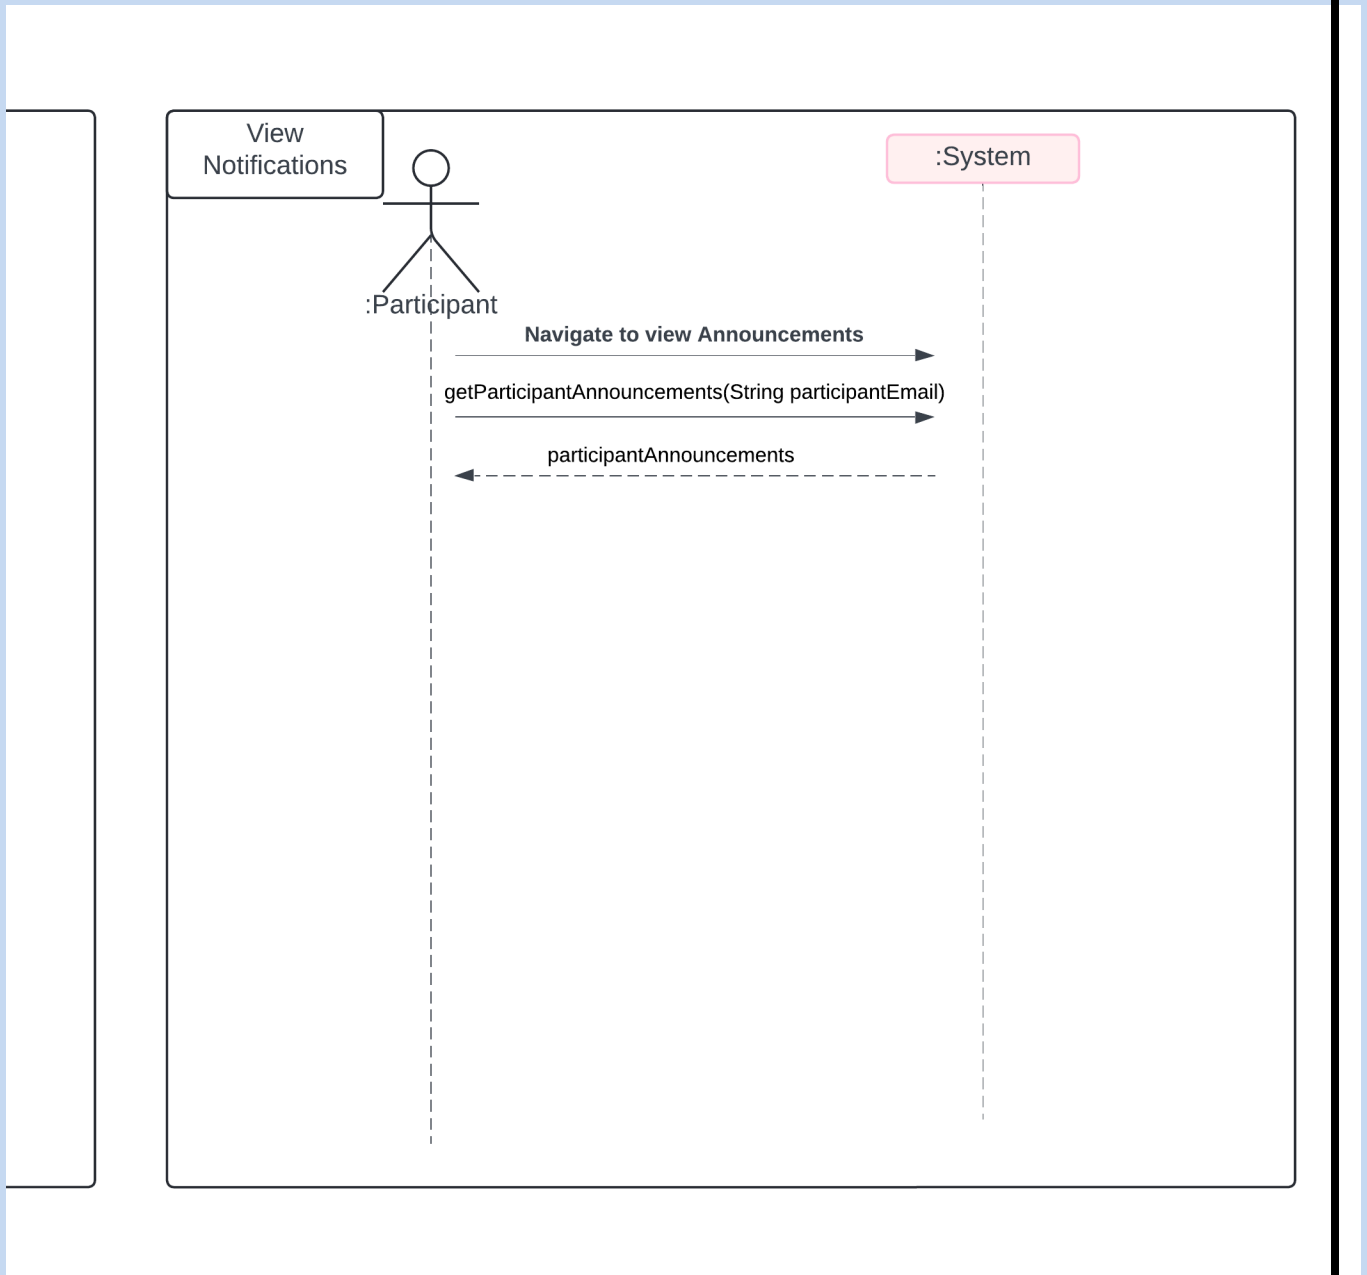 View
Notifications
:System
:Participant
Navigate to view Announcements
getParticipantAnnouncements(String participantEmail)
participantAnnouncements